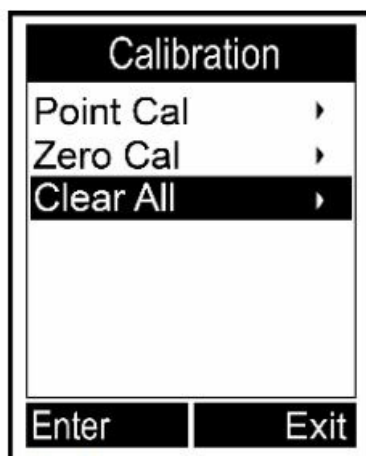 Calibration
Point Cal
Zero Cal
Clear All
Enter Exit